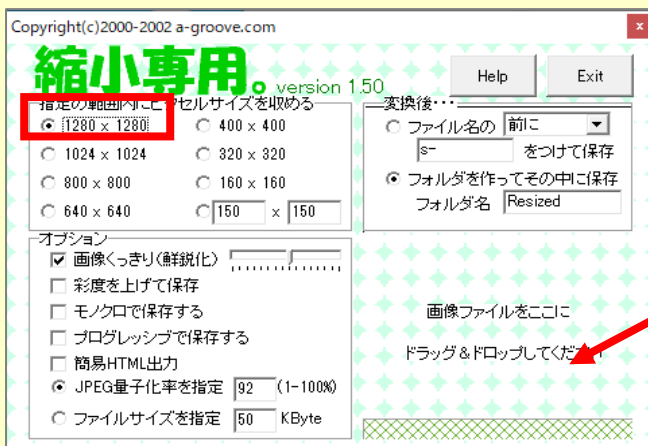 Copyright(c)2000-2002 a-groove.com
x
縮小専用。version 1.50
Help Exit
指定の範囲内にピクセルサイズを収める
1280 x 1280 400 x 400
1024 x 1024 320 x 320
800 x 800 160 x 160
640 x 640 150 x 150
変換後・・・
ファイル名の 前に
s- をつけて保存
フォルダを作ってその中に保存
フォルダ名 Resized
オプション
画像くっきり(鮮鋭化)
彩度を上げて保存
モノクロで保存する
プログレッシブで保存する
簡易HTML出力
JPEG量子化率を指定 92 (1-100%)
ファイルサイズを指定 50 KByte
画像ファイルをここに
ドラッグ&ドロップしてください